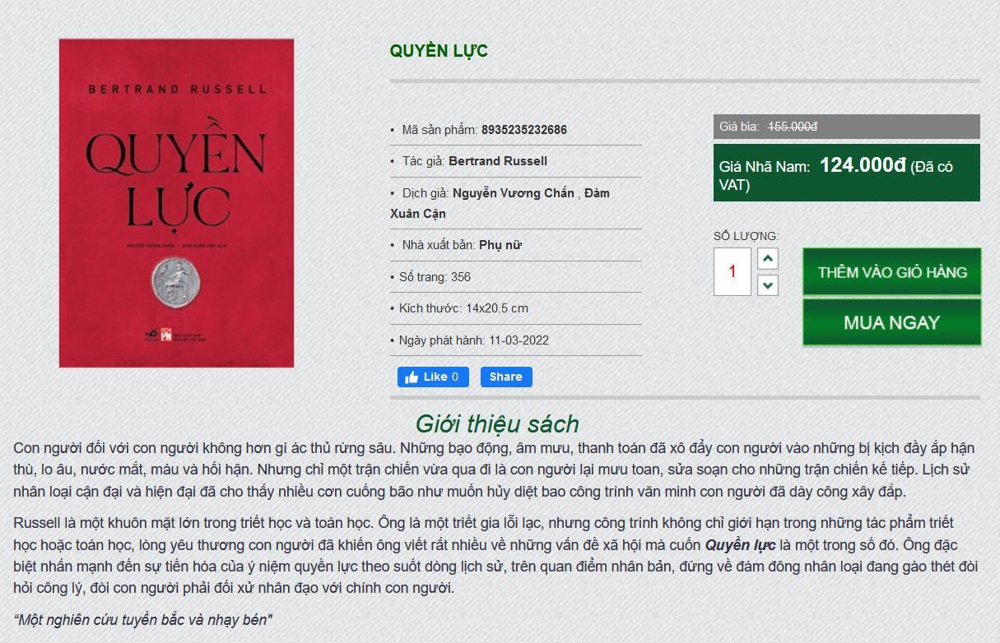 BERTRAND RUSSELL
QUYỀN
LỰC
NGUYỄN VƯƠNG CHẤN - ĐÀM XUÂN CẬN dịch
QUYỀN LỰC
• Mã sản phẩm: 8935235232686
• Tác giả: Bertrand Russell
• Dịch giả: Nguyễn Vương Chấn , Đàm
Xuân Cận
• Nhà xuất bản: Phụ nữ
• Số trang: 356
• Kích thước: 14x20.5 cm
• Ngày phát hành: 11-03-2022
Like 0
Share
Giá bìa: 155.000đ
Giá Nhã Nam: 124.000đ (Đã có
VAT)
SỐ LƯỢNG:
1
THÊM VÀO GIỎ HÀNG
MUA NGAY
Giới thiệu sách
Con người đối với con người không hơn gì ác thủ rừng sâu. Những bạo động, âm mưu, thanh toán đã xô đẩy con người vào những bị kịch đầy ắp hận
thù, lo âu, nước mắt, máu và hối hận. Nhưng chỉ một trận chiến vừa qua đi là con người lại mưu toan, sửa soạn cho những trận chiến kế tiếp. Lịch sử
nhân loại cận đại và hiện đại đã cho thấy nhiều cơn cuống bão như muốn hủy diệt bao công trình văn minh con người đã dày công xây đắp.
Russell là một khuôn mặt lớn trong triết học và toán học. Ông là một triết gia lỗi lạc, nhưng công trình không chỉ giới hạn trong những tác phẩm triết
học hoặc toán học, lòng yêu thương con người đã khiến ông viết rất nhiều về những vấn đề xã hội mà cuốn Quyền lực là một trong số đó. Ông đặc
biệt nhấn mạnh đến sự tiến hóa của ý niệm quyền lực theo suốt dòng lịch sử, trên quan điểm nhân bản, đứng về đám đông nhân loại đang gào thét đòi
hỏi công lý, đòi con người phải đối xử nhân đạo với chính con người.
“Một nghiên cứu tuyền bắc và nhạy bén"